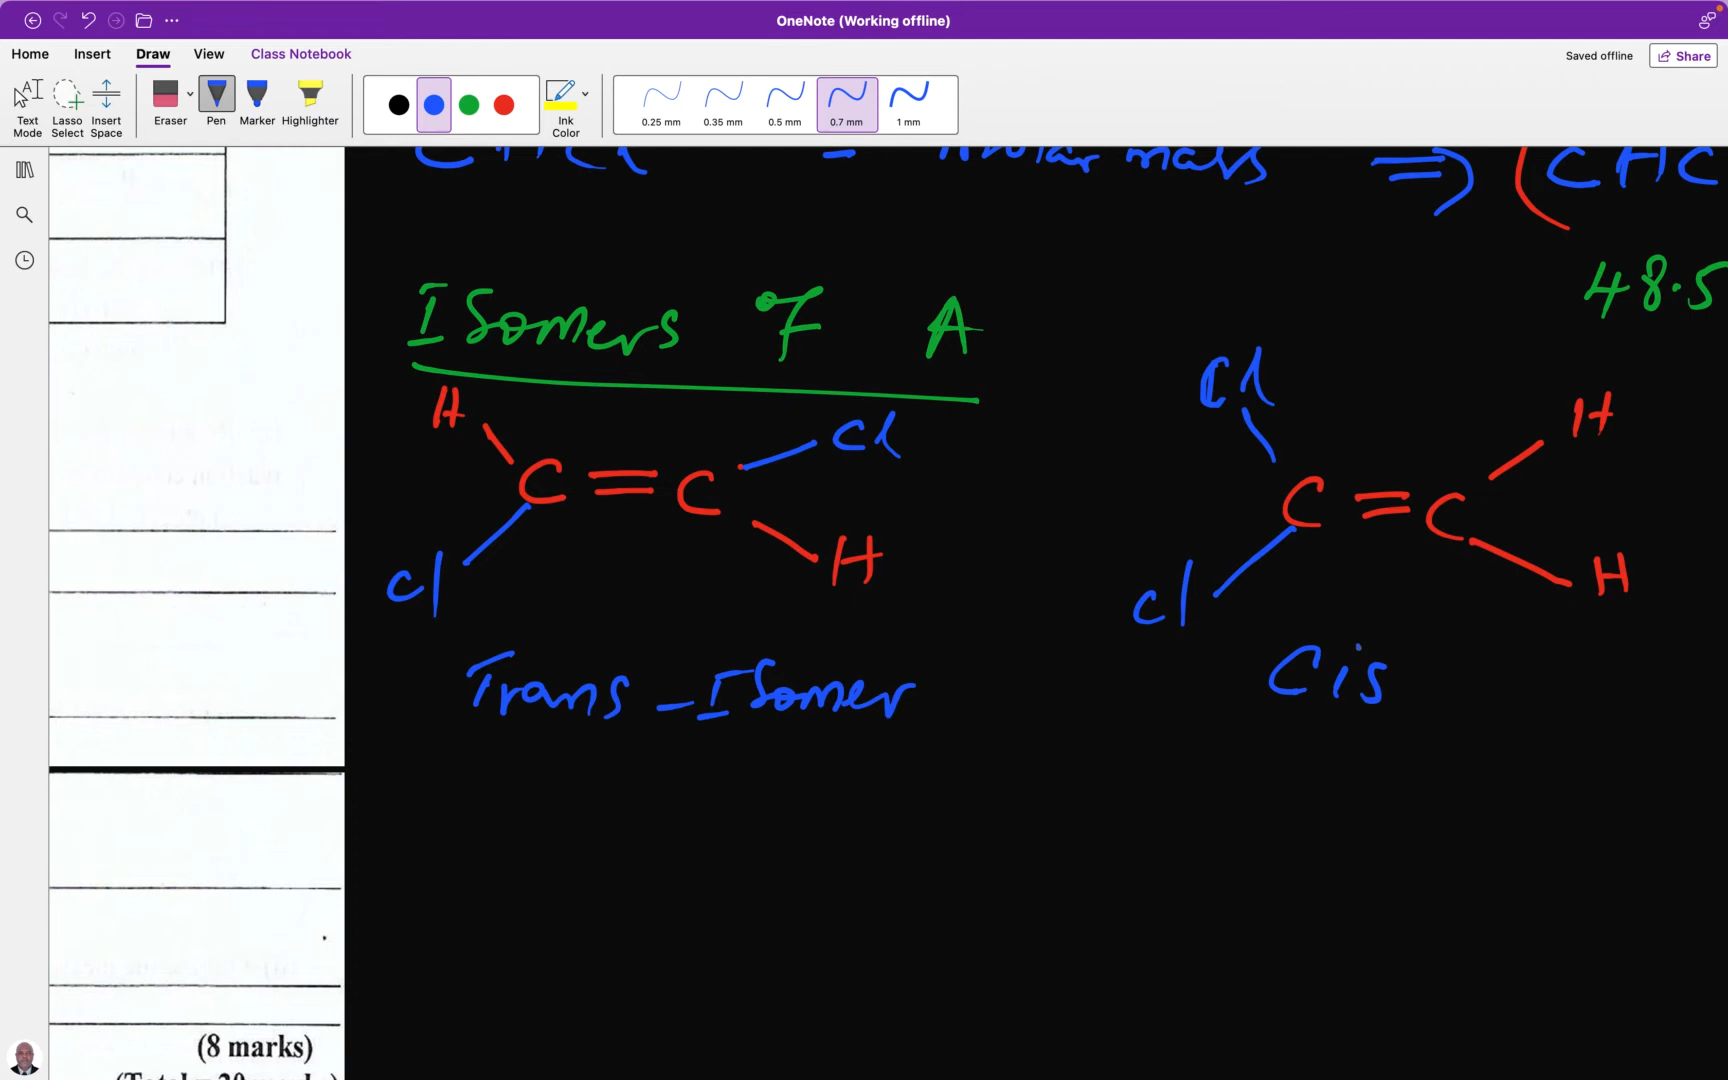 OneNote (Working offline)
Home Insert Draw View Class Notebook
Saved offline Share
Text Mode Lasso Select Insert Space Eraser Pen Marker Highlighter Ink Color 0.25 mm 0.35 mm 0.5 mm 0.7 mm 1 mm
= molar mass ⇒ (CHC
48.5
Isomers of A
H Cl
C = C
Cl H
Trans - Isomer
Cl H
C = C
Cl H
Cis
(8 marks)